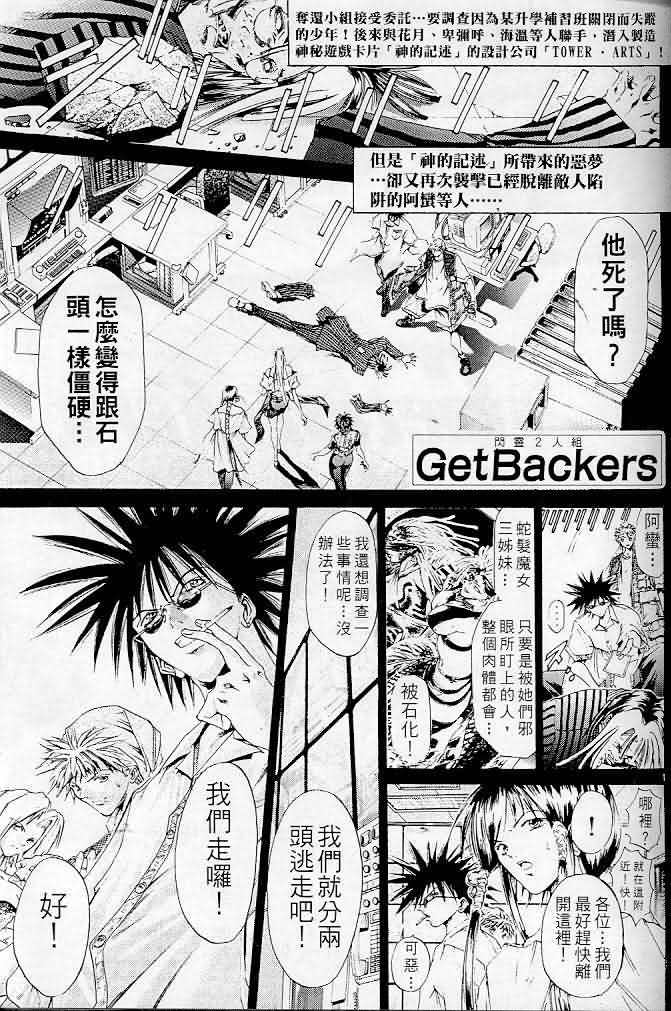 奪還小組接受委託…要調查因為某升學補習班關閉而失蹤
的少年！後來與花月、卑彌呼、海溫等人聯手，潛入製造
神秘遊戲卡片「神的記述」的設計公司「TOWER・ARTS」！
但是「神的記述」所帶來的惡夢
…卻又再次襲擊已經脫離敵人陷
阱的阿蠻等人……
他死了嗎？
怎麼變得跟石
頭一樣僵硬…
閃靈２人組
GetBackers
阿蠻…
…
蛇髮魔女
三姊妹…
只要是被她們邪
眼所盯上的人，
整個肉體都會…
被石化！
我還想調查一
些事情呢…沒
辦法了！
哪裡？
就在這附
近！快！
！
各位…我們
最好趕快離
開這裡！
可惡…
我們就分兩
頭逃走吧！
我們走囉！
好！